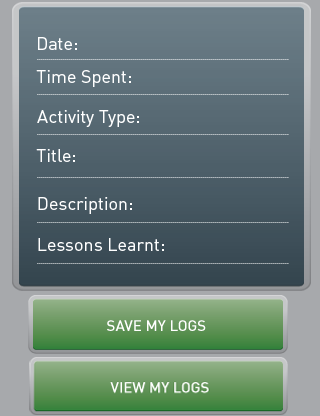 Date:
Time Spent:
Activity Type:
Title:
Description:
Lessons Learnt:
SAVE MY LOGS
VIEW MY LOGS